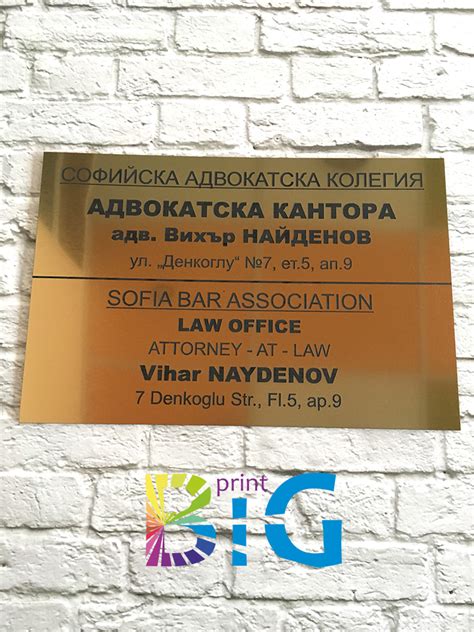 СОФИЙСКА АДВОКАТСКА КОЛЕГИЯ
АДВОКАТСКА КАНТОРА
адв. Вихър НАЙДЕНОВ
ул. „Денкоглу“ №7, ет.5, ап.9
SOFIA BAR ASSOCIATION
LAW OFFICE
ATTORNEY - AT - LAW
Vihar NAYDENOV
7 Denkoglu Str., Fl.5, ap.9
print
BiG